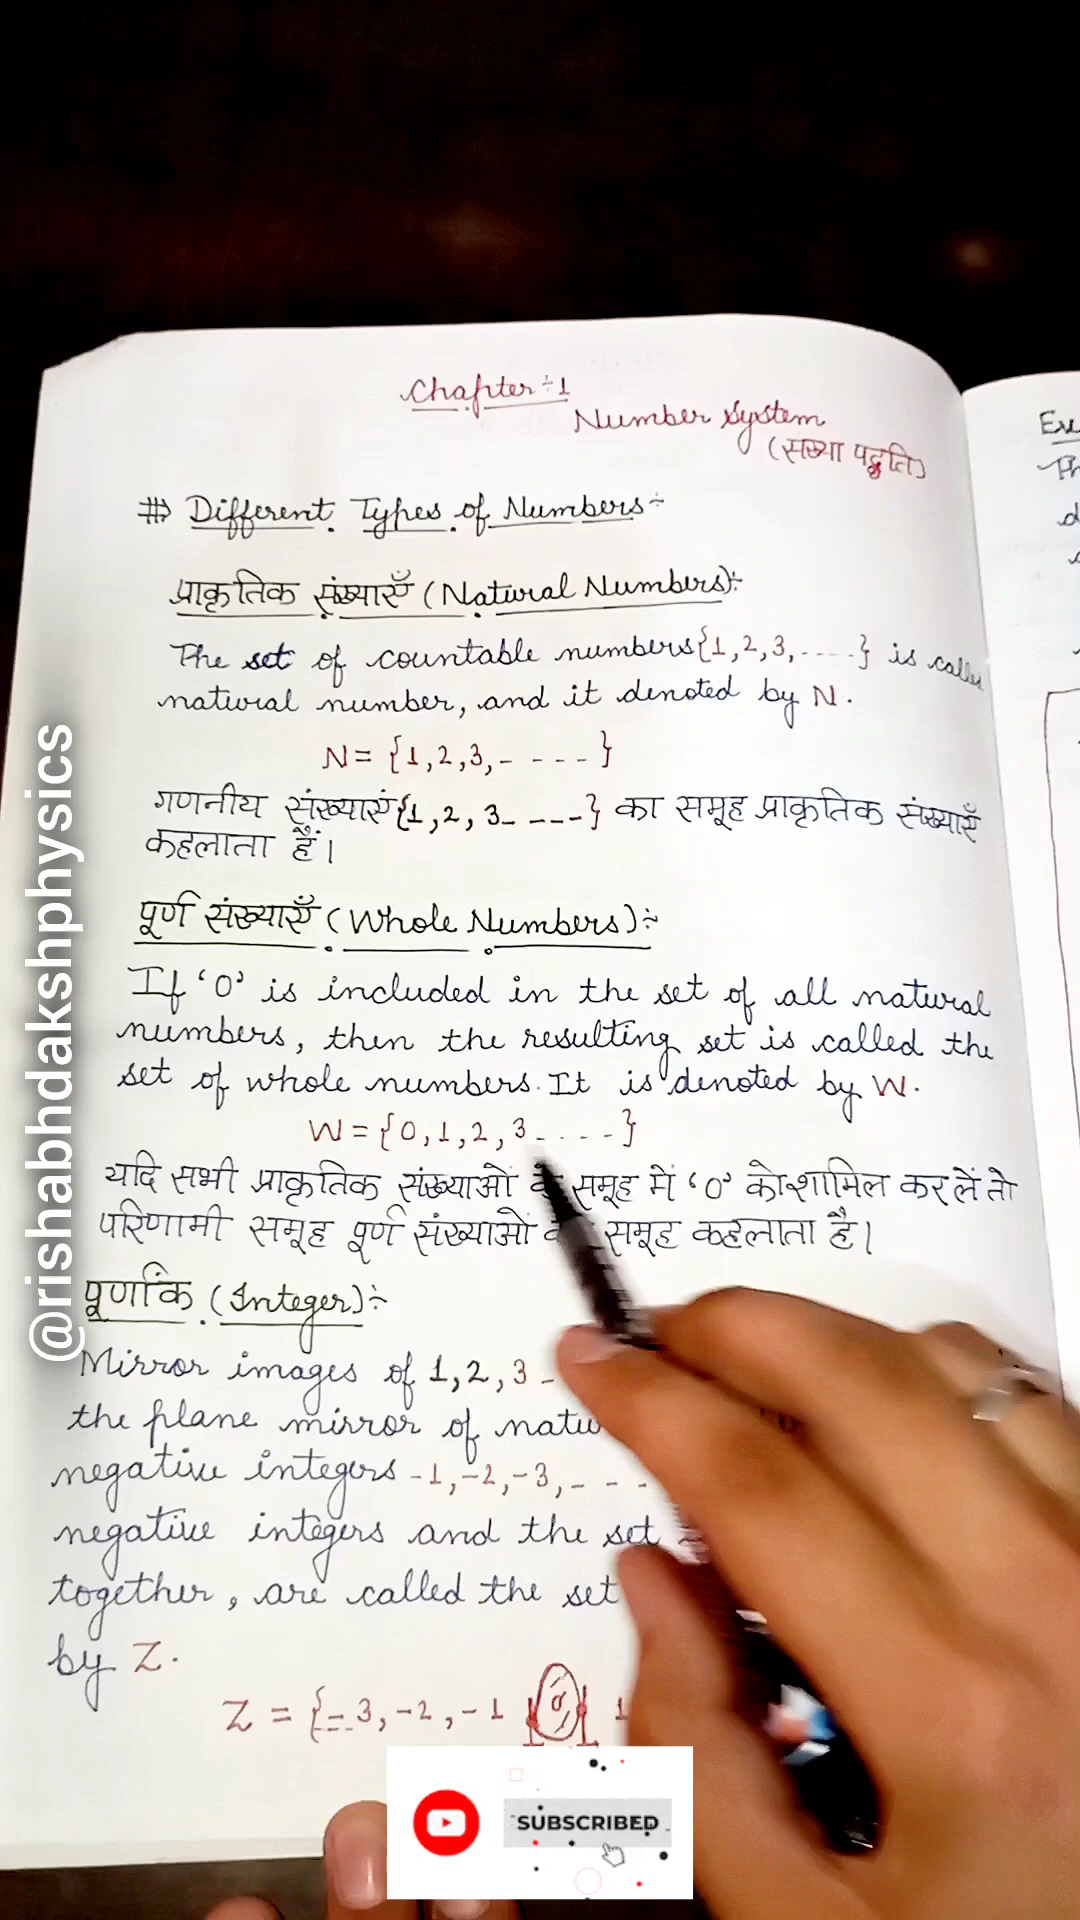 Chapter ÷ 1
Number System
(सख्या पद्धति)
⇒ Different Types of Numbers ÷
प्राकृतिक संख्याएँ (Natural Numbers) ÷
The set of countable numbers {1, 2, 3, ....} is called
natural number, and it denoted by N.
N = {1, 2, 3, - - - - }
गणनीय संख्याएं {1, 2, 3- - - -} का समूह प्राकृतिक संख्याएँ
कहलाता हैं।
पूर्ण संख्याएँ (Whole Numbers) ÷
If '0' is included in the set of all natural
numbers, then the resulting set is called the
set of whole numbers. It is denoted by W.
W = {0, 1, 2, 3- - - - }
यदि सभी प्राकृतिक संख्याओं के समूह में '0' को शामिल कर लें तो
परिणामी समूह पूर्ण संख्याओं समूह कहलाता है।
पूर्णांक (Integer) ÷
Mirror images of 1, 2, 3 -
the plane mirror of natu
negative integers -1, -2, -3, - - -
negative integers and the set
together, are called the set
by Z.
Z = {- - 3, -2, -1 0 1
@rishabhdakshphysics
SUBSCRIBED